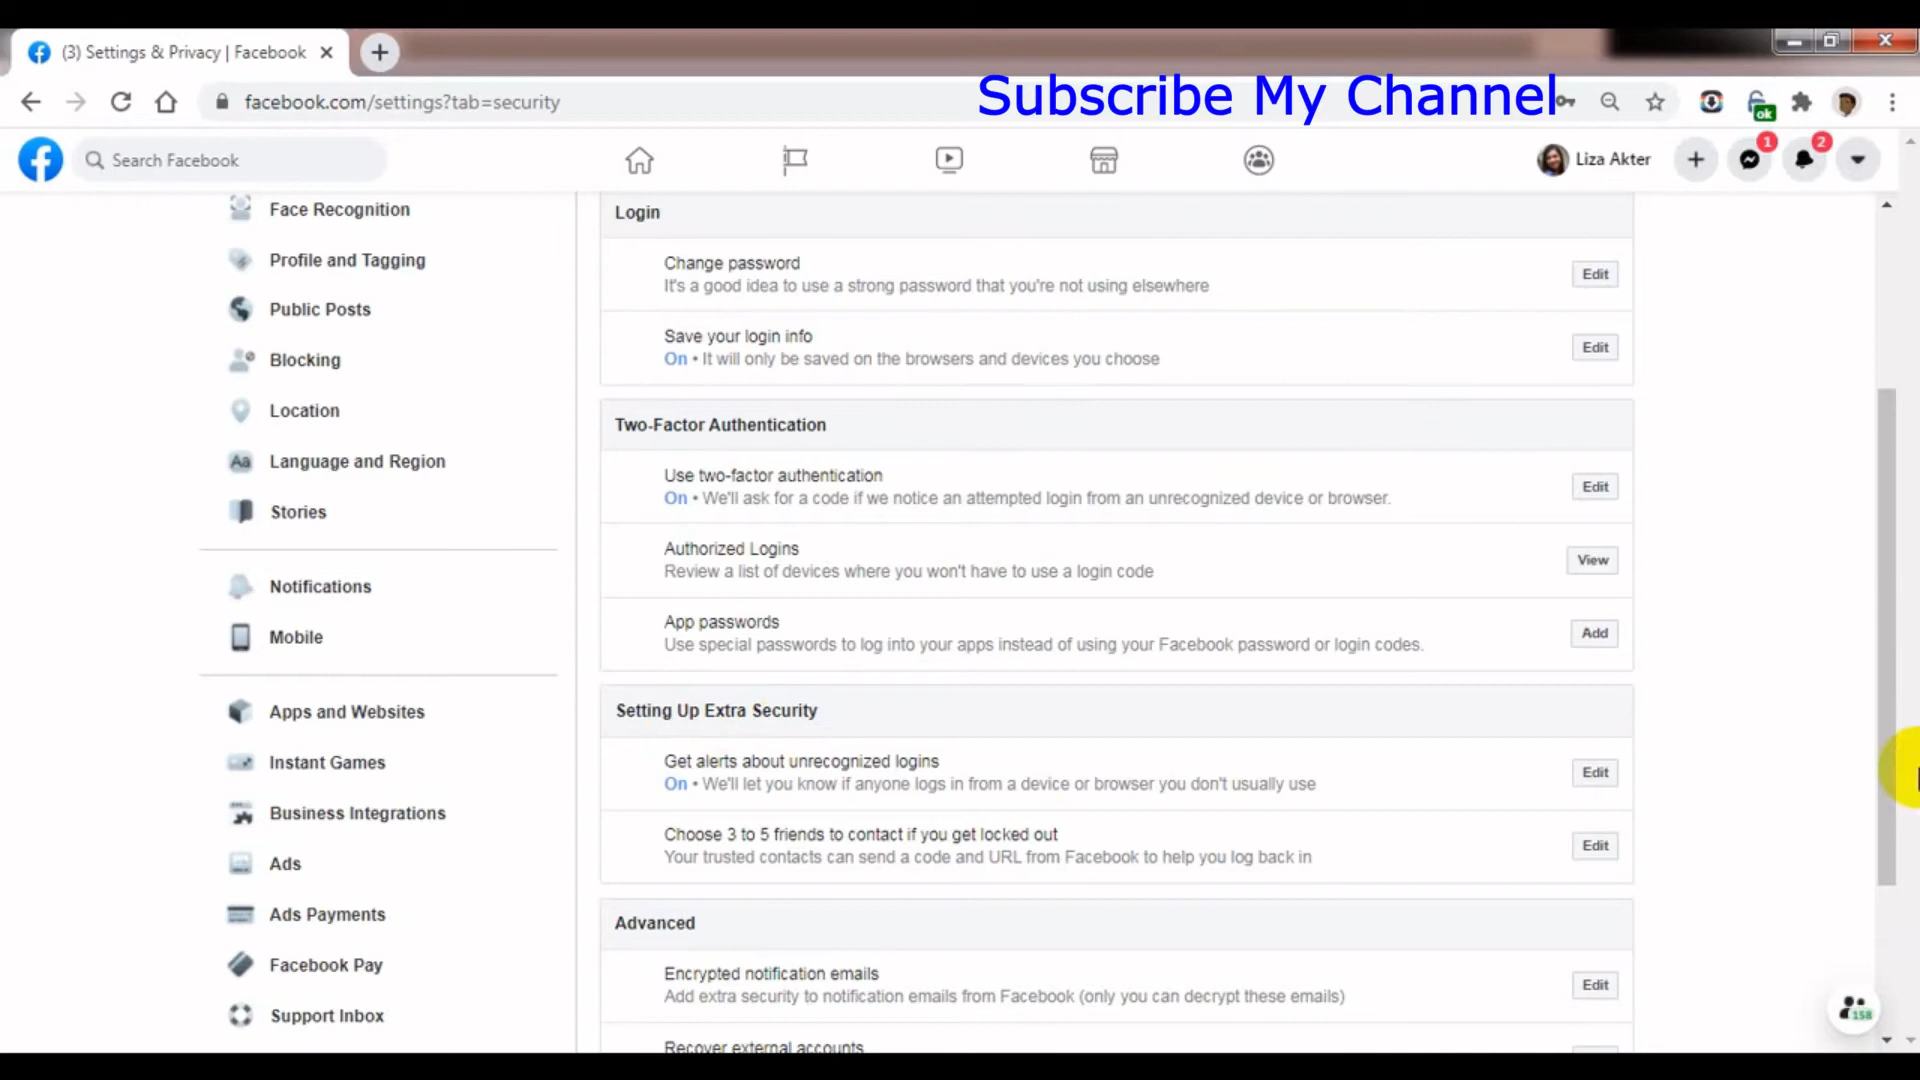 (3) Settings & Privacy | Facebook
Subscribe My Channel
facebook.com/settings?tab=security
ok
Search Facebook
Liza Akter
1
2
Face Recognition
Profile and Tagging
Public Posts
Blocking
Location
Aa Language and Region
Stories
Notifications
Mobile
Apps and Websites
Instant Games
Business Integrations
Ads
Ads Payments
Facebook Pay
Support Inbox
Login
Change password
It's a good idea to use a strong password that you're not using elsewhere
Edit
Save your login info
On • It will only be saved on the browsers and devices you choose
Edit
Two-Factor Authentication
Use two-factor authentication
On • We'll ask for a code if we notice an attempted login from an unrecognized device or browser.
Edit
Authorized Logins
Review a list of devices where you won't have to use a login code
View
App passwords
Use special passwords to log into your apps instead of using your Facebook password or login codes.
Add
Setting Up Extra Security
Get alerts about unrecognized logins
On • We'll let you know if anyone logs in from a device or browser you don't usually use
Edit
Choose 3 to 5 friends to contact if you get locked out
Your trusted contacts can send a code and URL from Facebook to help you log back in
Edit
Advanced
Encrypted notification emails
Add extra security to notification emails from Facebook (only you can decrypt these emails)
Edit
Recover external accounts
158